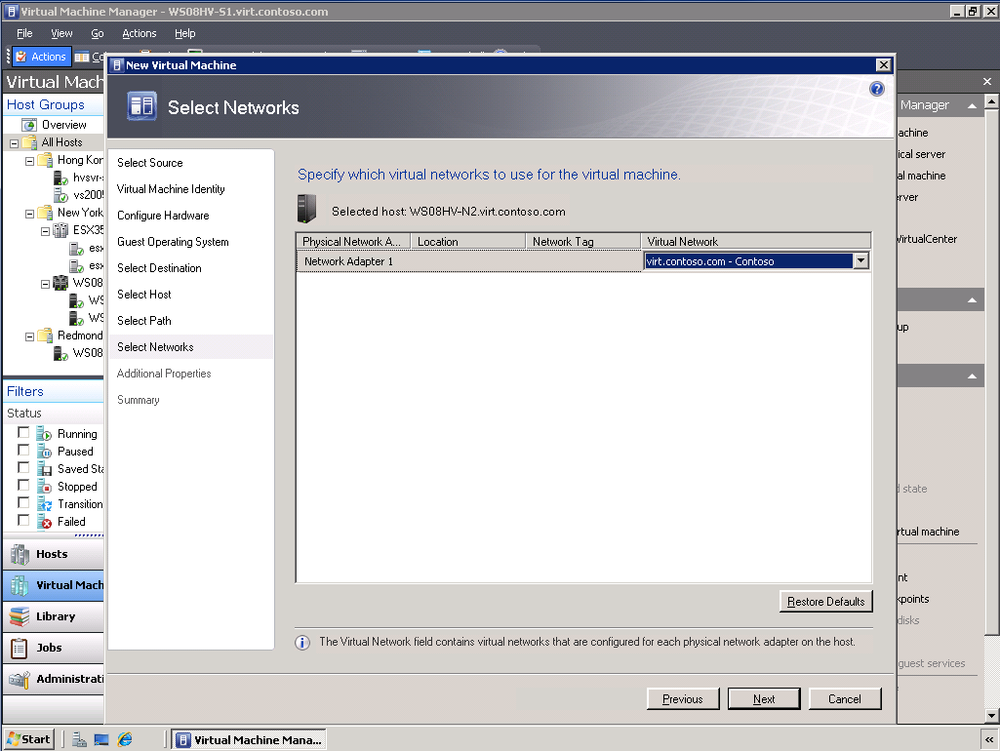 Virtual Machine Manager - WS08HV-S1.virt.contoso.com
File View Go Actions Help
Actions
New Virtual Machine
Virtual Mach
Select Networks
Host Groups
Overview
All Hosts
Hong Kon
hvsvr-
vs2005
New York
ESX35
esx
esx
WS08
WS
WS
Redmond
WS08
Filters
Status
Running
Paused
Saved Sta
Stopped
Transition
Failed
Hosts
Virtual Mach
Library
Jobs
Administrati
Select Source
Virtual Machine Identity
Configure Hardware
Guest Operating System
Select Destination
Select Host
Select Path
Select Networks
Additional Properties
Summary
Specify which virtual networks to use for the virtual machine.
Selected host: WS08HV-N2.virt.contoso.com
Physical Network A... Location Network Tag Virtual Network
Network Adapter 1 virt.contoso.com - Contoso
Restore Defaults
The Virtual Network field contains virtual networks that are configured for each physical network adapter on the host.
Previous Next Cancel
Manager
achine
ical server
al machine
erver
VirtualCenter
up
d state
rtual machine
nt
kpoints
disks
guest services
Start Virtual Machine Mana...